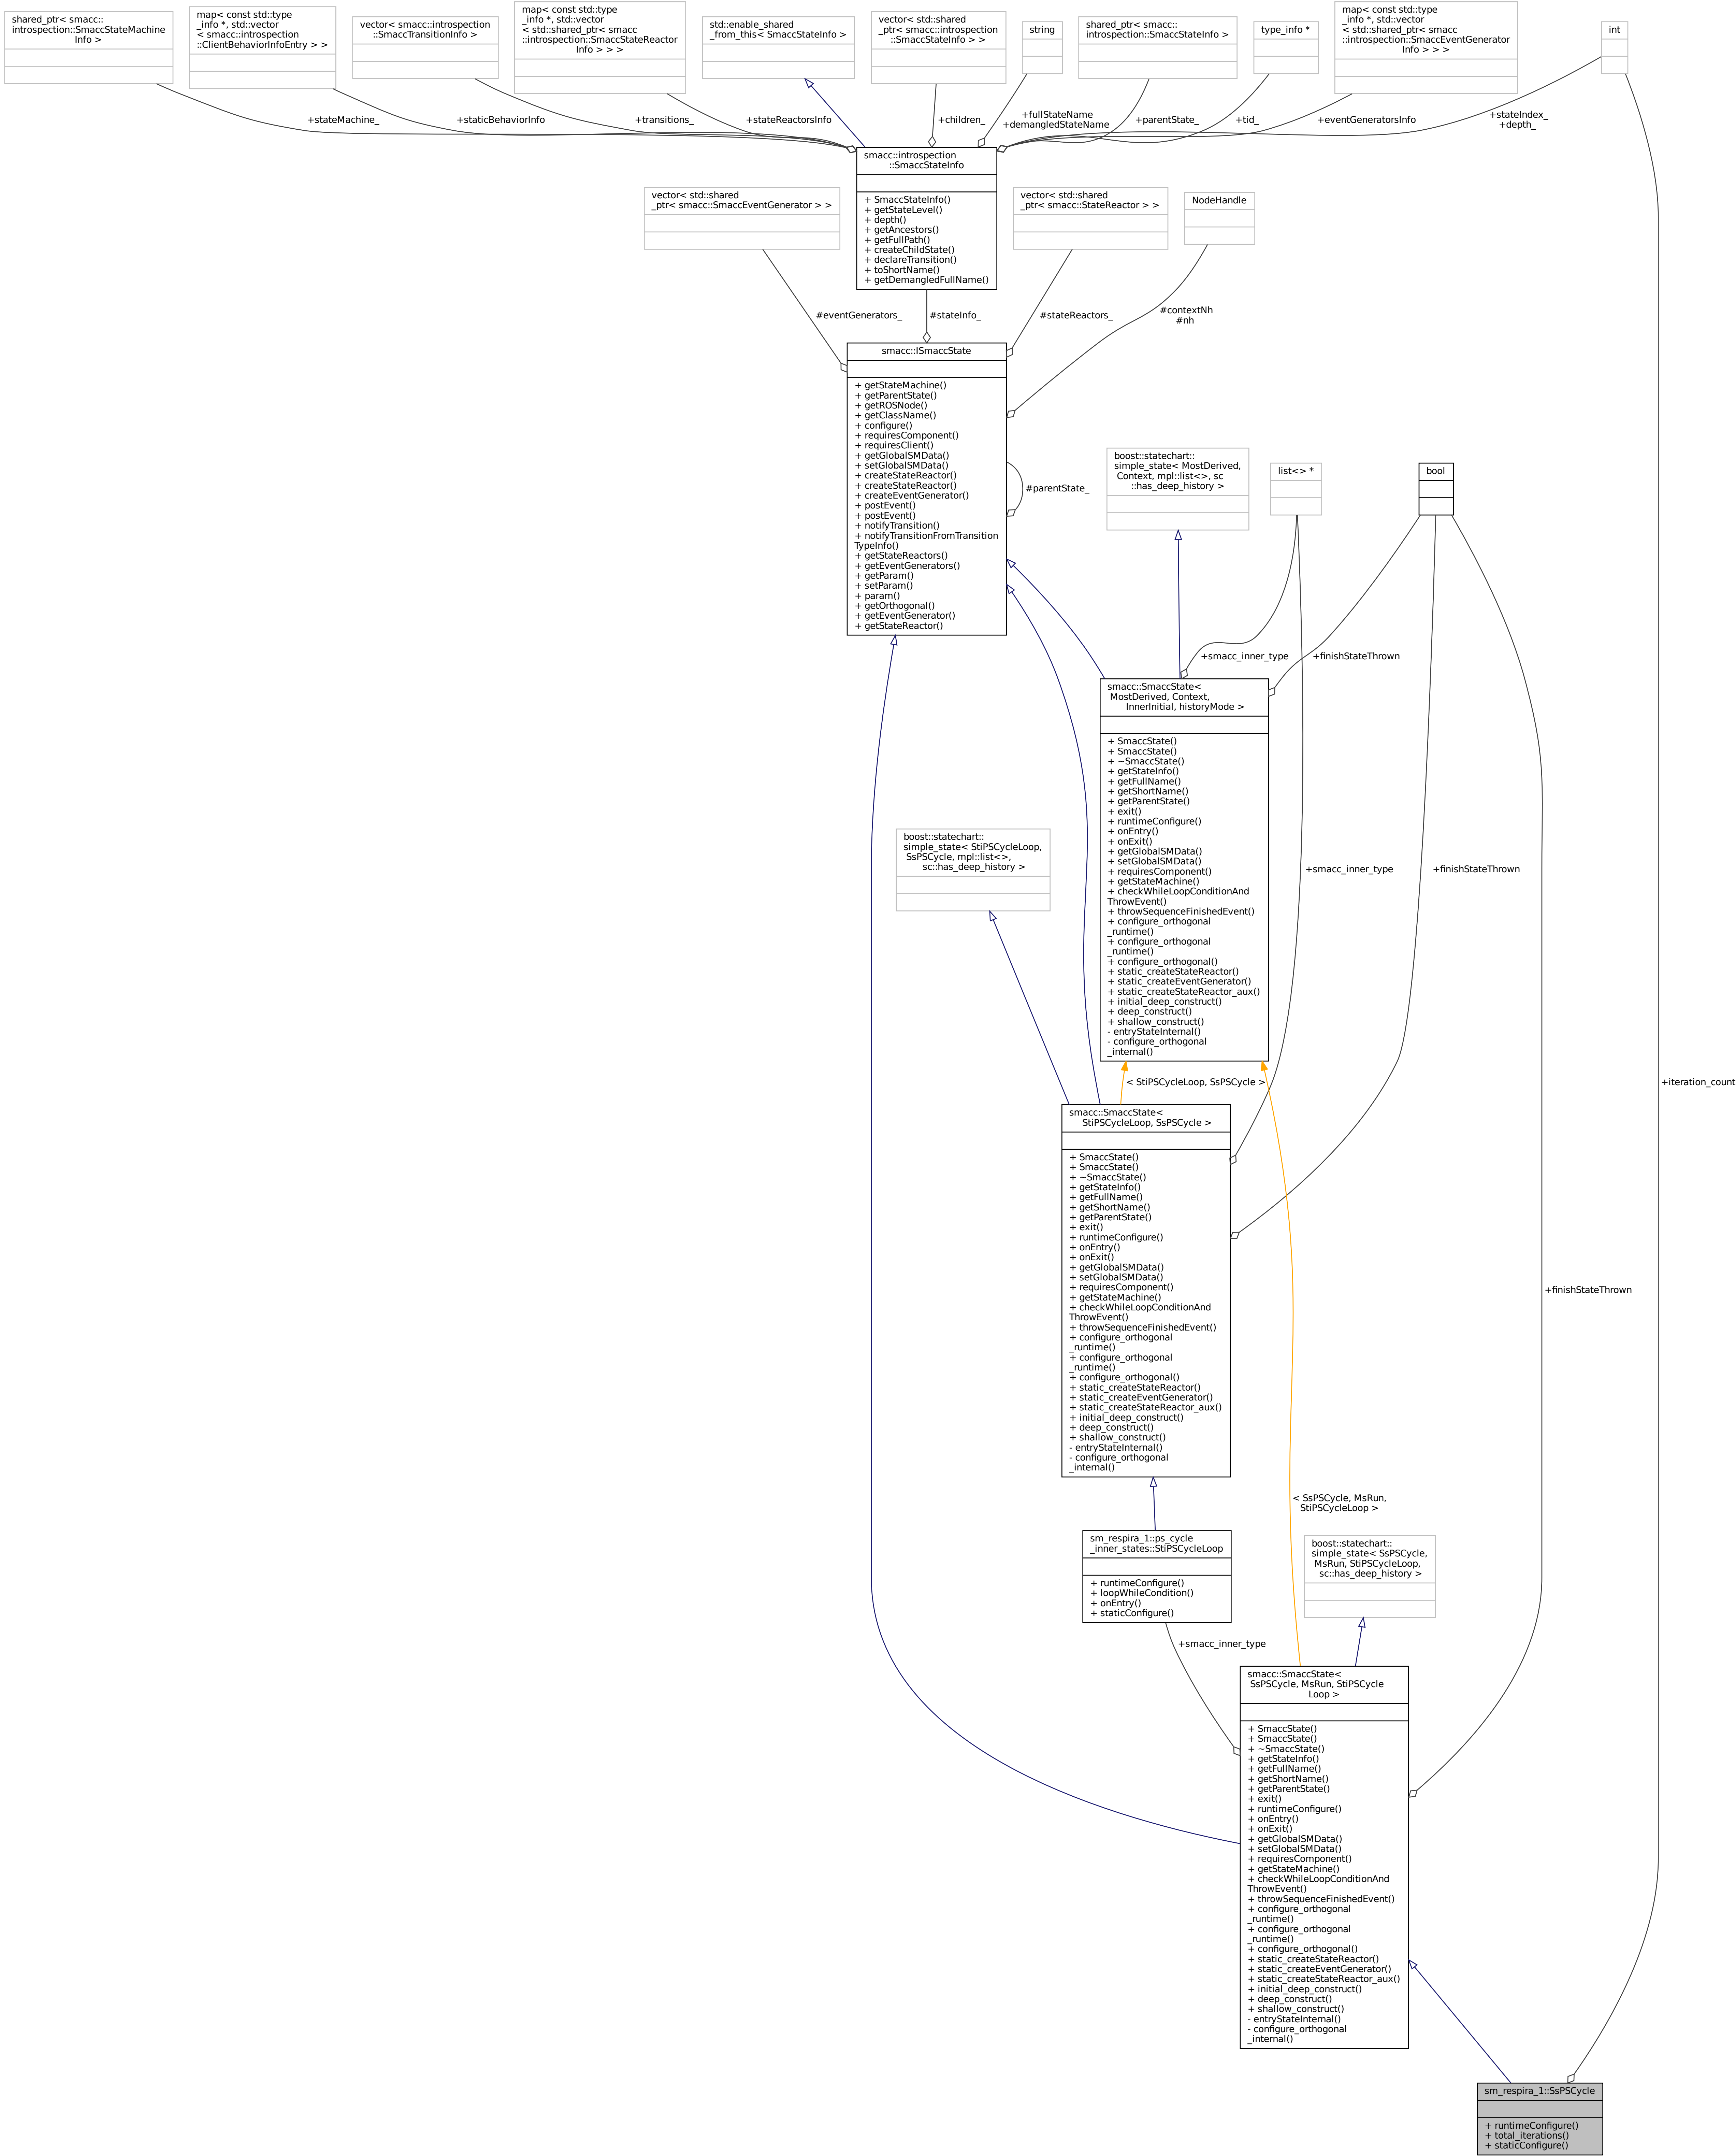 shared_ptr< smacc::
introspection::SmaccStateMachine
Info >
map< const std::type
_info *, std::vector
< smacc::introspection
::ClientBehaviorInfoEntry > >
vector< smacc::introspection
::SmaccTransitionInfo >
map< const std::type
_info *, std::vector
< std::shared_ptr< smacc
::introspection::SmaccStateReactor
Info > > >
std::enable_shared
_from_this< SmaccStateInfo >
vector< std::shared
_ptr< smacc::introspection
::SmaccStateInfo > >
string
shared_ptr< smacc::
introspection::SmaccStateInfo >
type_info *
map< const std::type
_info *, std::vector
< std::shared_ptr< smacc
::introspection::SmaccEventGenerator
Info > > >
int
+stateMachine_
+staticBehaviorInfo
+transitions_
+stateReactorsInfo
+children_
+fullStateName
+demangledStateName
+parentState_
+tid_
+eventGeneratorsInfo
+stateIndex_
+depth_
smacc::introspection
::SmaccStateInfo
+ SmaccStateInfo()
+ getStateLevel()
+ depth()
+ getAncestors()
+ getFullPath()
+ createChildState()
+ declareTransition()
+ toShortName()
+ getDemangledFullName()
vector< std::shared
_ptr< smacc::SmaccEventGenerator > >
vector< std::shared
_ptr< smacc::StateReactor > >
NodeHandle
#eventGenerators_
#stateInfo_
#stateReactors_
#contextNh
#nh
smacc::ISmaccState
+ getStateMachine()
+ getParentState()
+ getROSNode()
+ getClassName()
+ configure()
+ requiresComponent()
+ requiresClient()
+ getGlobalSMData()
+ setGlobalSMData()
+ createStateReactor()
+ createStateReactor()
+ createEventGenerator()
+ postEvent()
+ postEvent()
+ notifyTransition()
+ notifyTransitionFromTransition
TypeInfo()
+ getStateReactors()
+ getEventGenerators()
+ getParam()
+ setParam()
+ param()
+ getOrthogonal()
+ getEventGenerator()
+ getStateReactor()
#parentState_
boost::statechart::
simple_state< MostDerived,
Context, mpl::list<>, sc
::has_deep_history >
list<> *
bool
+smacc_inner_type
+finishStateThrown
smacc::SmaccState<
MostDerived, Context,
InnerInitial, historyMode >
+ SmaccState()
+ SmaccState()
+ ~SmaccState()
+ getStateInfo()
+ getFullName()
+ getShortName()
+ getParentState()
+ exit()
+ runtimeConfigure()
+ onEntry()
+ onExit()
+ getGlobalSMData()
+ setGlobalSMData()
+ requiresComponent()
+ getStateMachine()
+ checkWhileLoopConditionAnd
ThrowEvent()
+ throwSequenceFinishedEvent()
+ configure_orthogonal
_runtime()
+ configure_orthogonal
_runtime()
+ configure_orthogonal()
+ static_createStateReactor()
+ static_createEventGenerator()
+ static_createStateReactor_aux()
+ initial_deep_construct()
+ deep_construct()
+ shallow_construct()
- entryStateInternal()
- configure_orthogonal
_internal()
boost::statechart::
simple_state< StiPSCycleLoop,
SsPSCycle, mpl::list<>,
sc::has_deep_history >
+smacc_inner_type
+finishStateThrown
< StiPSCycleLoop, SsPSCycle >
+iteration_count
smacc::SmaccState<
StiPSCycleLoop, SsPSCycle >
+ SmaccState()
+ SmaccState()
+ ~SmaccState()
+ getStateInfo()
+ getFullName()
+ getShortName()
+ getParentState()
+ exit()
+ runtimeConfigure()
+ onEntry()
+ onExit()
+ getGlobalSMData()
+ setGlobalSMData()
+ requiresComponent()
+ getStateMachine()
+ checkWhileLoopConditionAnd
ThrowEvent()
+ throwSequenceFinishedEvent()
+ configure_orthogonal
_runtime()
+ configure_orthogonal
_runtime()
+ configure_orthogonal()
+ static_createStateReactor()
+ static_createEventGenerator()
+ static_createStateReactor_aux()
+ initial_deep_construct()
+ deep_construct()
+ shallow_construct()
- entryStateInternal()
- configure_orthogonal
_internal()
+finishStateThrown
< SsPSCycle, MsRun,
StiPSCycleLoop >
sm_respira_1::ps_cycle
_inner_states::StiPSCycleLoop
+ runtimeConfigure()
+ loopWhileCondition()
+ onEntry()
+ staticConfigure()
boost::statechart::
simple_state< SsPSCycle,
MsRun, StiPSCycleLoop,
sc::has_deep_history >
+smacc_inner_type
smacc::SmaccState<
SsPSCycle, MsRun, StiPSCycle
Loop >
+ SmaccState()
+ SmaccState()
+ ~SmaccState()
+ getStateInfo()
+ getFullName()
+ getShortName()
+ getParentState()
+ exit()
+ runtimeConfigure()
+ onEntry()
+ onExit()
+ getGlobalSMData()
+ setGlobalSMData()
+ requiresComponent()
+ getStateMachine()
+ checkWhileLoopConditionAnd
ThrowEvent()
+ throwSequenceFinishedEvent()
+ configure_orthogonal
_runtime()
+ configure_orthogonal
_runtime()
+ configure_orthogonal()
+ static_createStateReactor()
+ static_createEventGenerator()
+ static_createStateReactor_aux()
+ initial_deep_construct()
+ deep_construct()
+ shallow_construct()
- entryStateInternal()
- configure_orthogonal
_internal()
sm_respira_1::SsPSCycle
+ runtimeConfigure()
+ total_iterations()
+ staticConfigure()